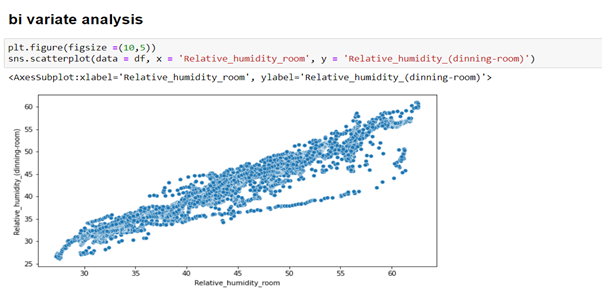 bi variate analysis
plt.figure(figsize =(10,5))
sns.scatterplot(data = df, x = 'Relative_humidity_room', y = 'Relative_humidity_(dinning-room)')
<AxesSubplot:xlabel='Relative_humidity_room', ylabel='Relative_humidity_(dinning-room)'>
Relative_humidity_(dinning-room)
60
55
50
45
40
35
30
25
30 35 40 45 50 55 60
Relative_humidity_room